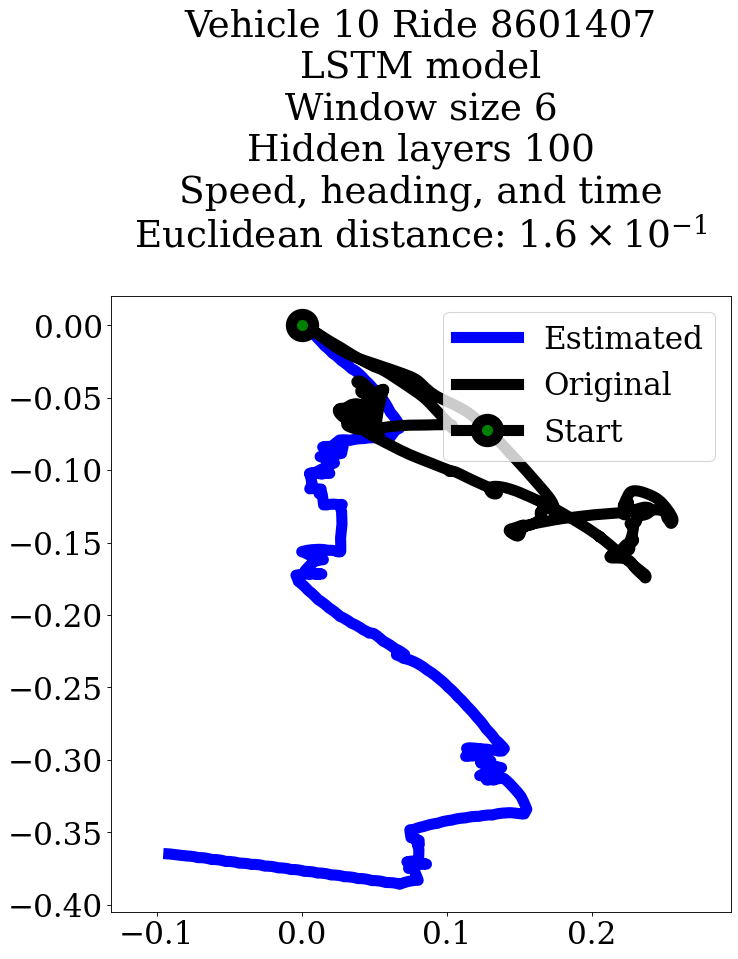 Vehicle 10 Ride 8601407
LSTM model
Window size 6
Hidden layers 100
Speed, heading, and time
Euclidean distance: 1.6 × 10⁻¹
Estimated
Original
Start
0.00
−0.05
−0.10
−0.15
−0.20
−0.25
−0.30
−0.35
−0.40
−0.1 0.0 0.1 0.2